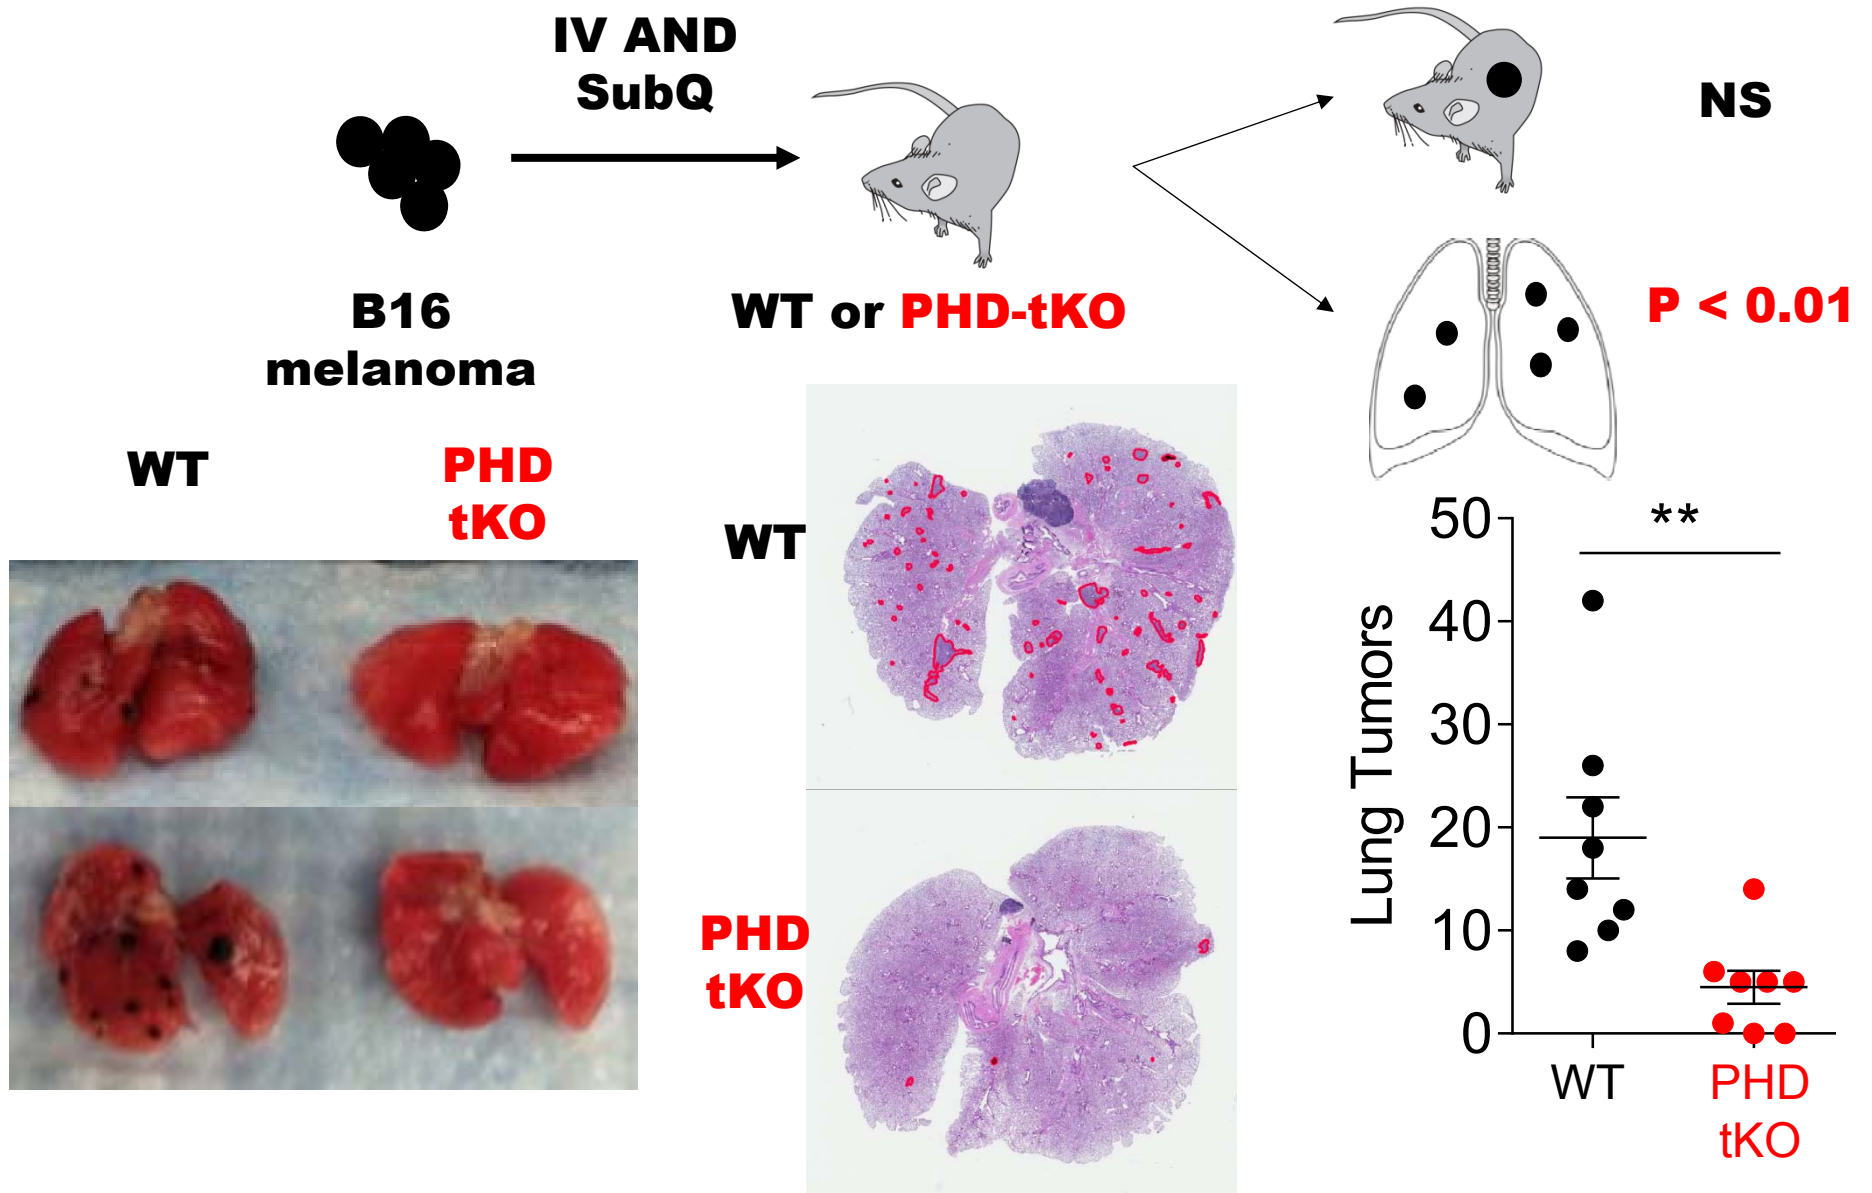 IV AND
SubQ
NS
B16
melanoma
WT or PHD-tKO
P < 0.01
WT
PHD
tKO
WT
PHD
tKO
**
50
40
30
20
10
0
Lung Tumors
WT
PHD
tKO